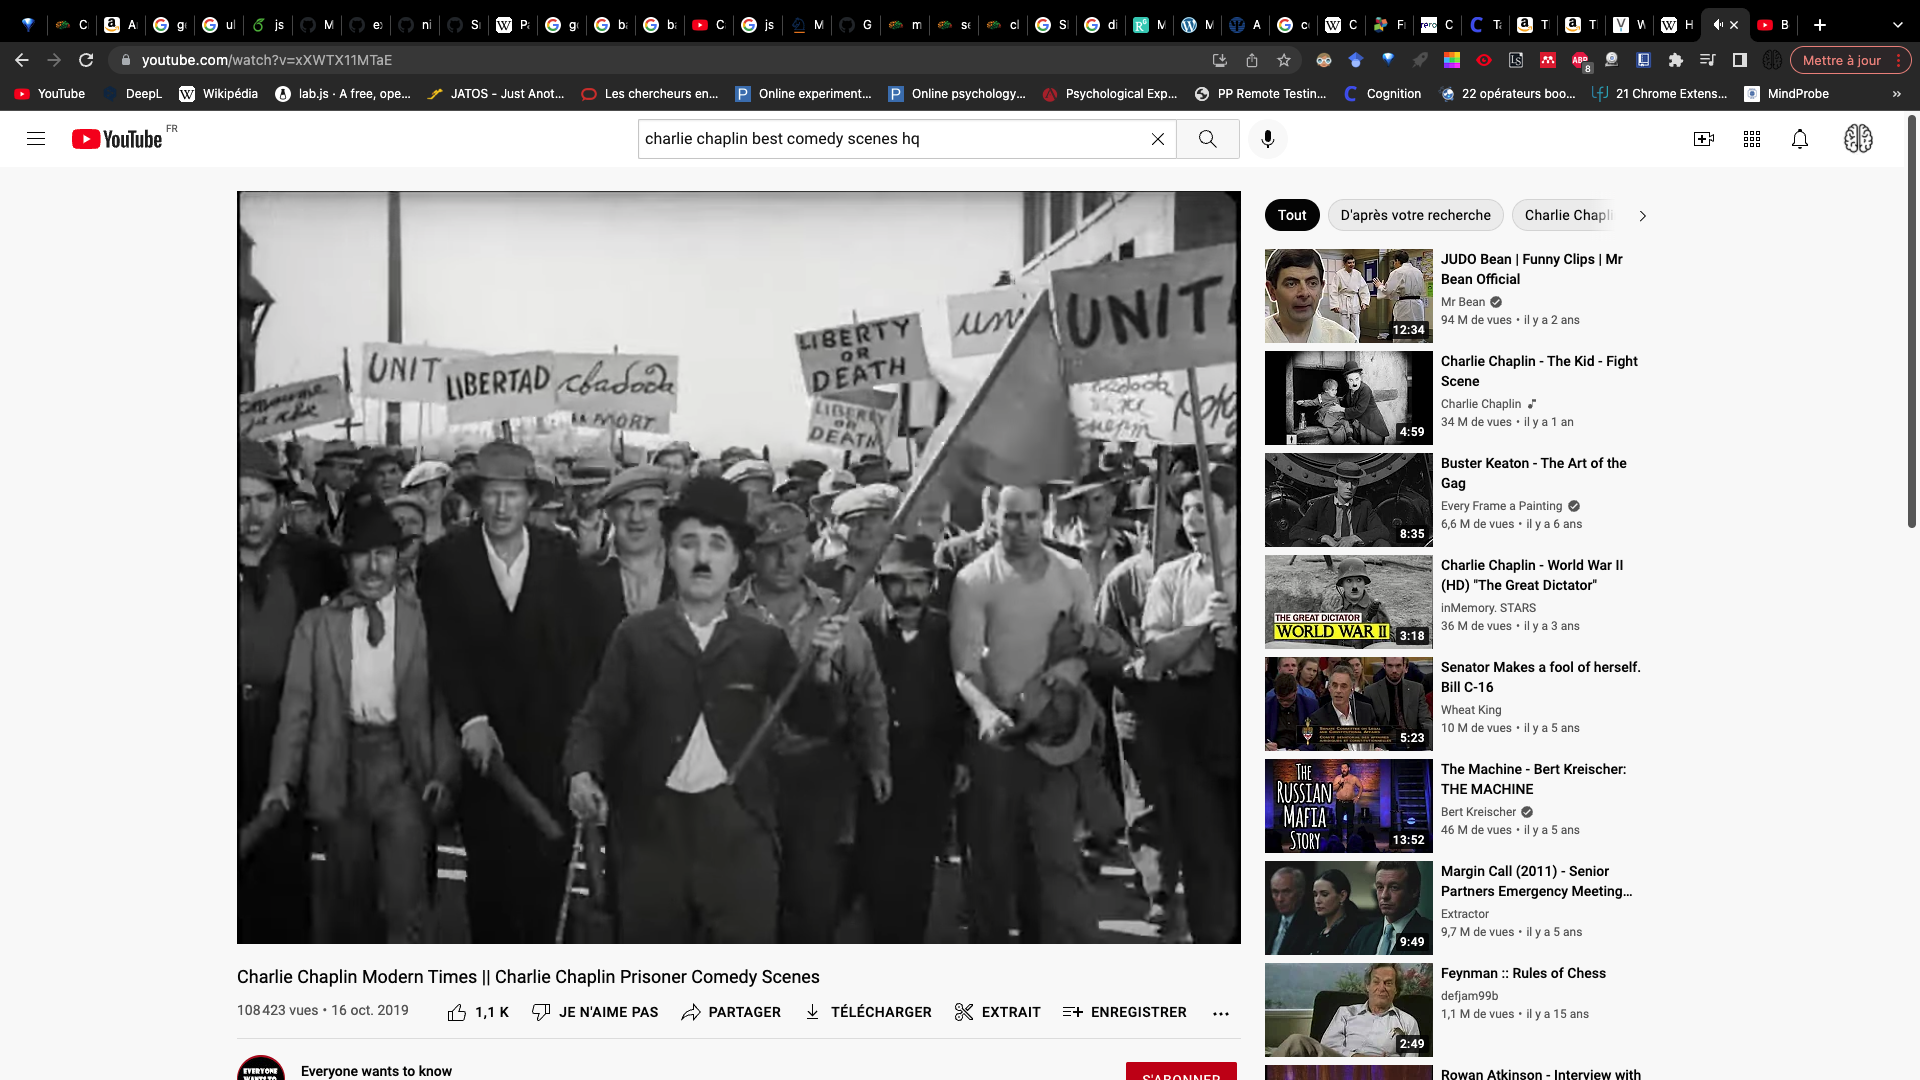 C
A
g
ul
js
M
e
ni
S
P
g
b
b
C
js
M
G
m
s
cl
S
di
M
M
A
c
C
F
C
T
T
T
W
H
B
youtube.com/watch?v=xXWTX11MTaE
Mettre à jour
YouTube
DeepL
Wikipédia
lab.js · A free, ope...
JATOS - Just Anot...
Les chercheurs en...
Online experiment...
Online psychology...
Psychological Exp...
PP Remote Testin...
Cognition
22 opérateurs boo...
21 Chrome Extens...
MindProbe
»
YouTube FR
charlie chaplin best comedy scenes hq
UNIT
LIBERTAD
свабода
MORT
LIBERTY
OR
DEATH
LIBERTY
OR
DEATH
UNIT
Tout
D'après votre recherche
Charlie Chapli
JUDO Bean | Funny Clips | Mr
Bean Official
Mr Bean
94 M de vues • il y a 2 ans
12:34
Charlie Chaplin - The Kid - Fight
Scene
Charlie Chaplin
34 M de vues • il y a 1 an
4:59
Buster Keaton - The Art of the
Gag
Every Frame a Painting
6,6 M de vues • il y a 6 ans
8:35
THE GREAT DICTATOR
WORLD WAR II
3:18
Charlie Chaplin - World War II
(HD) "The Great Dictator"
inMemory. STARS
36 M de vues • il y a 3 ans
Senator Makes a fool of herself.
Bill C-16
Wheat King
10 M de vues • il y a 5 ans
5:23
THE
RUSSIAN
MAFIA
STORY
13:52
The Machine - Bert Kreischer:
THE MACHINE
Bert Kreischer
46 M de vues • il y a 5 ans
Margin Call (2011) - Senior
Partners Emergency Meeting...
Extractor
9,7 M de vues • il y a 5 ans
9:49
Feynman :: Rules of Chess
defjam99b
1,1 M de vues • il y a 15 ans
2:49
Rowan Atkinson - Interview with
Charlie Chaplin Modern Times || Charlie Chaplin Prisoner Comedy Scenes
108 423 vues • 16 oct. 2019
1,1 K
JE N'AIME PAS
PARTAGER
TÉLÉCHARGER
EXTRAIT
ENREGISTRER
...
Everyone wants to know
S'ABONNER